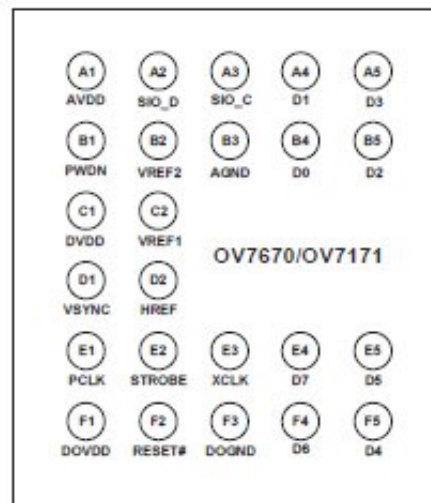 A1 A2 A3 A4 A5
AVDD SIO_D SIO_C D1 D3
B1 B2 B3 B4 B5
PWDN VREF2 AGND D0 D2
C1 C2
DVDD VREF1
OV7670/OV7171
D1 D2
VSYNC HREF
E1 E2 E3 E4 E5
PCLK STROBE XCLK D7 D5
F1 F2 F3 F4 F5
DOVDD RESET# DOGND D6 D4